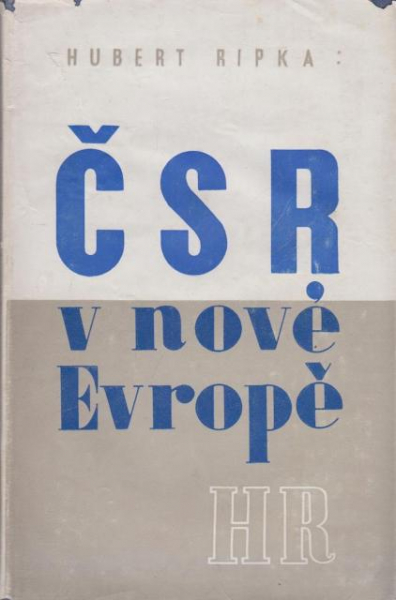 HUBERT RIPKA:
ČSR
v nové
Evropě
HR